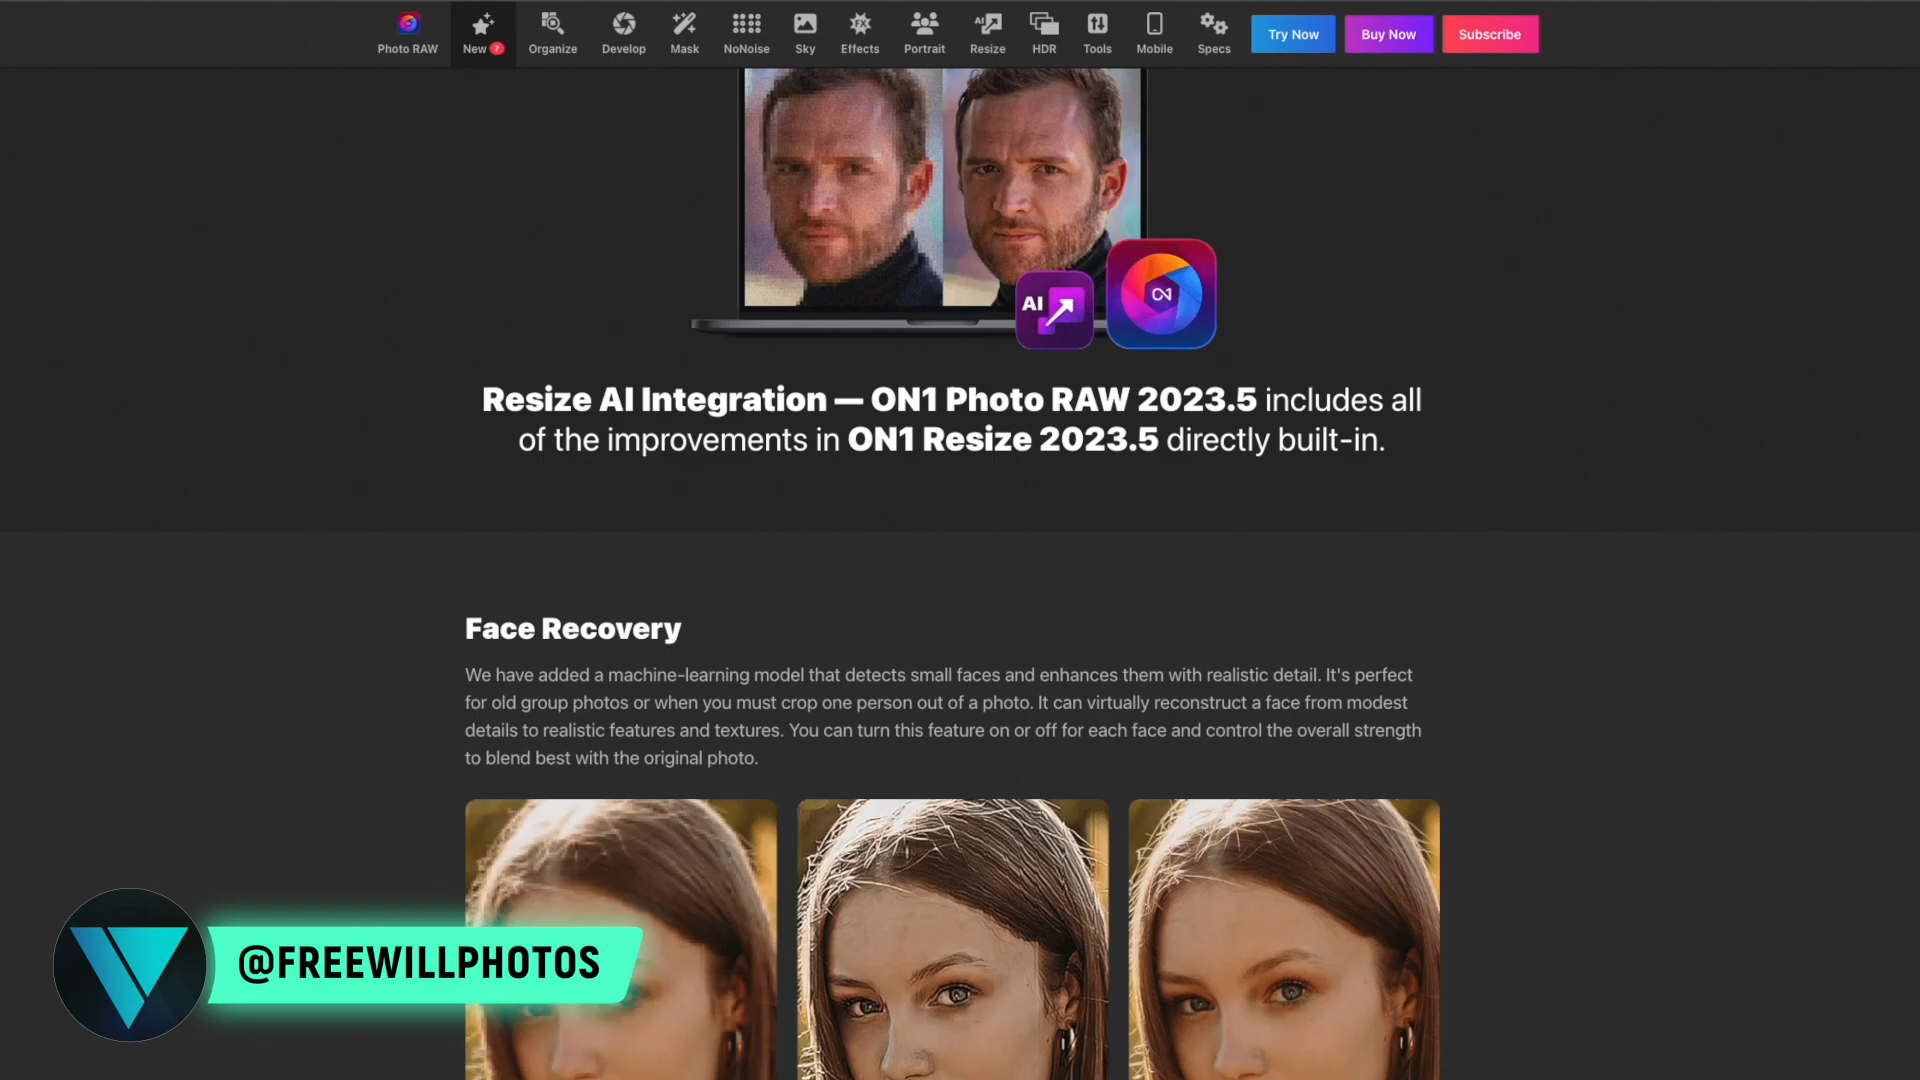 Photo RAW
New 7
Organize
Develop
Mask
NoNoise
Sky
FX
Effects
Portrait
AI
Resize
HDR
Tools
Mobile
Specs
Try Now
Buy Now
Subscribe
AI
Resize AI Integration — ON1 Photo RAW 2023.5 includes all
of the improvements in ON1 Resize 2023.5 directly built-in.
Face Recovery
We have added a machine-learning model that detects small faces and enhances them with realistic detail. It's perfect
for old group photos or when you must crop one person out of a photo. It can virtually reconstruct a face from modest
details to realistic features and textures. You can turn this feature on or off for each face and control the overall strength
to blend best with the original photo.
@FREEWILLPHOTOS